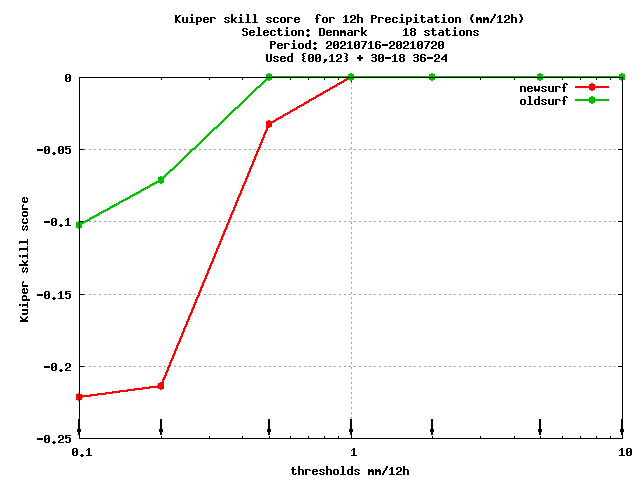 Kuiper skill score  for 12h Precipitation (mm/12h)
Selection: Denmark     18 stations
Period: 20210716-20210720
Used {00,12} + 30-18 36-24
newsurf
oldsurf
0
-0.05
-0.1
-0.15
-0.2
-0.25
Kuiper skill score
0.1
1
10
thresholds mm/12h